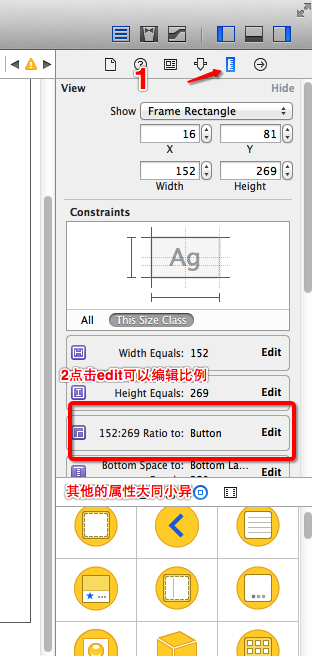 1
View
Hide
Show
Frame Rectangle
16
81
X
Y
152
269
Width
Height
Constraints
Ag
All
This Size Class
Width Equals: 152
Edit
2点击edit可以编辑比例
Height Equals: 269
Edit
152:269 Ratio to: Button
Edit
Bottom Space to: Bottom La...
其他的属性大同小异